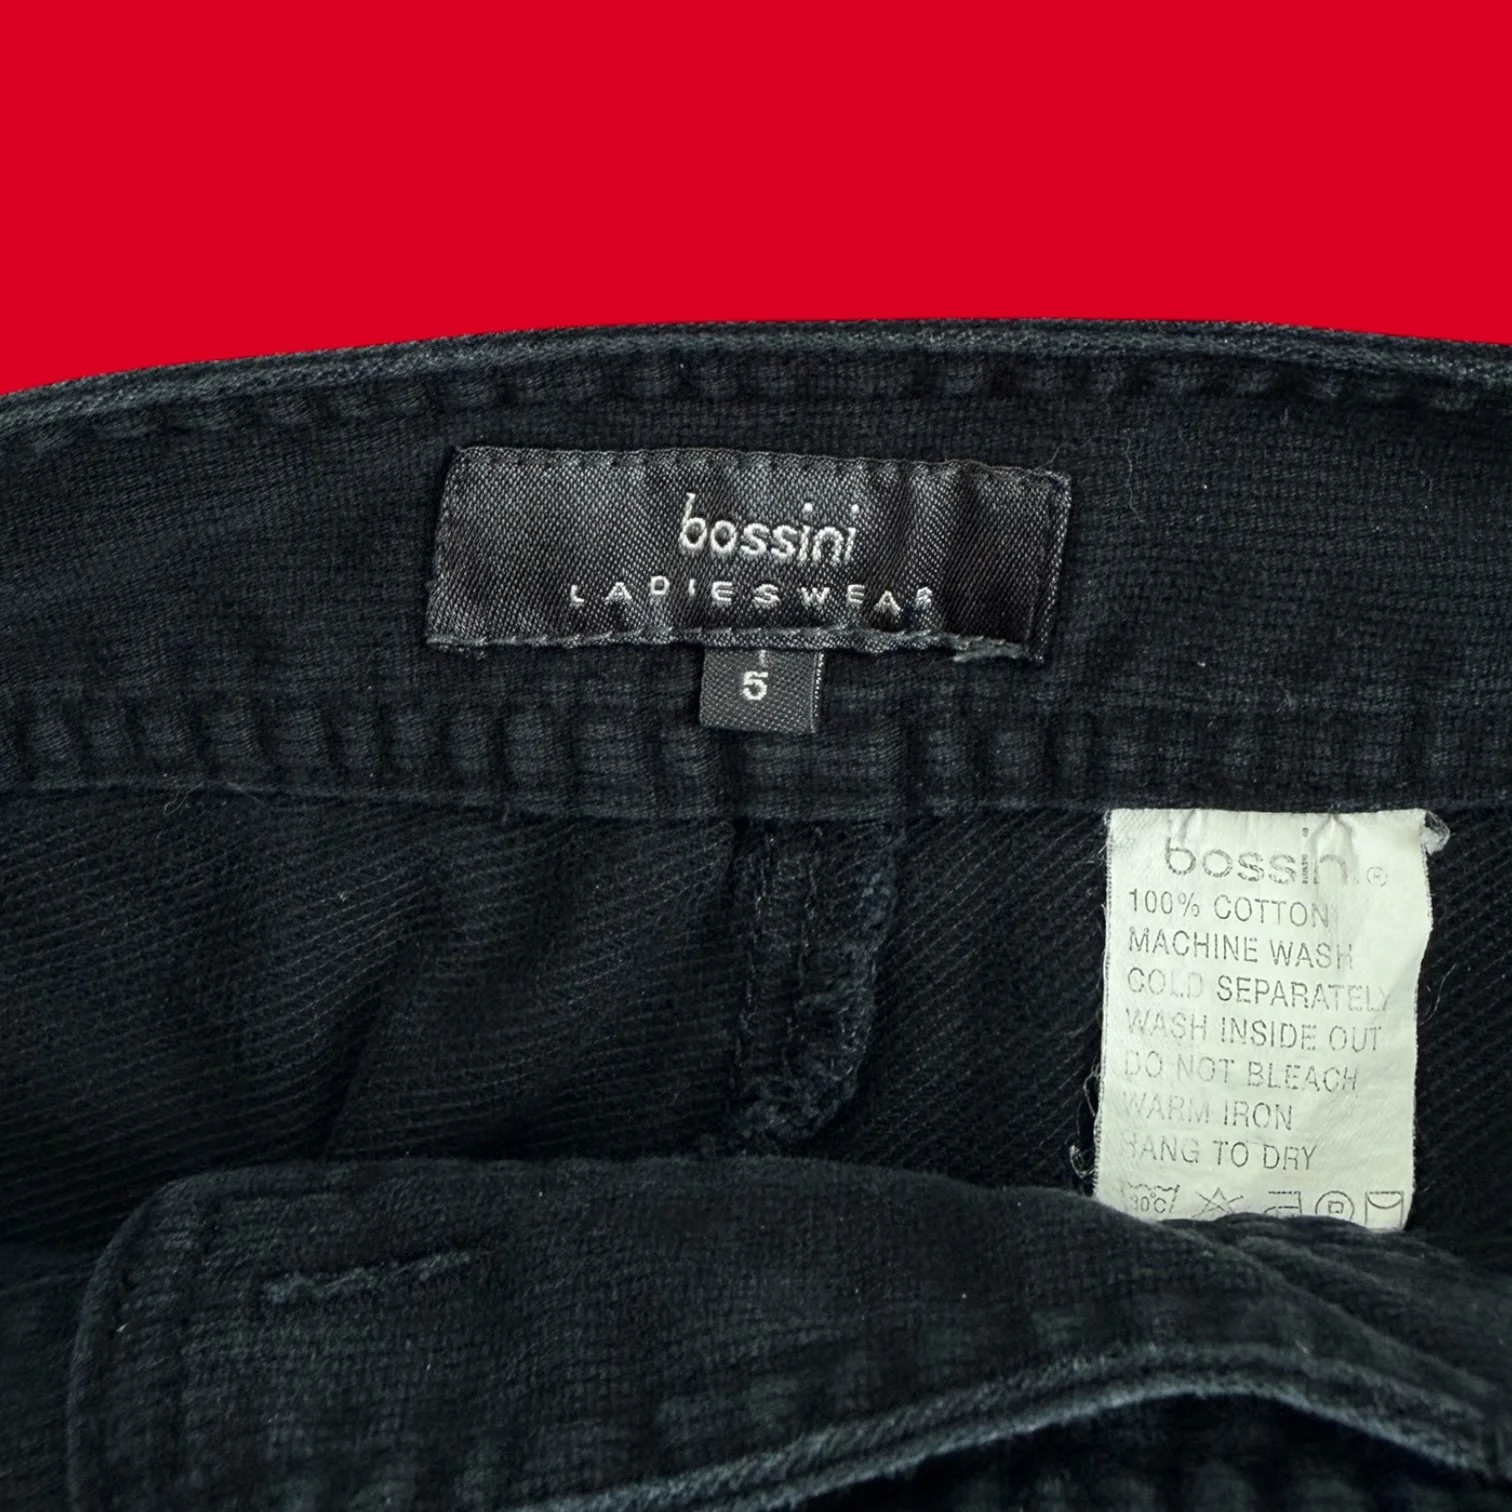 bossini
LADIESWEAR
5
bossini®
100% COTTON
MACHINE WASH
COLD SEPARATELY
WASH INSIDE OUT
DO NOT BLEACH
WARM IRON
HANG TO DRY
30°C P